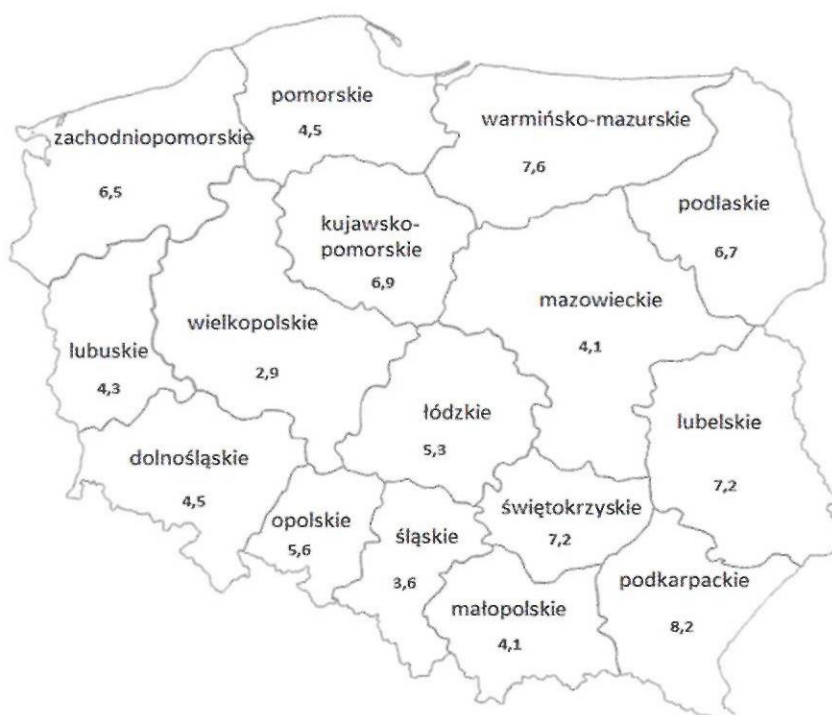 pomorskie
4,5
warmińsko-mazurskie
7,6
zachodniopomorskie
6,5
podlaskie
6,7
kujawsko-
pomorskie
6,9
mazowieckie
4,1
wielkopolskie
2,9
lubuskie
4,3
łódzkie
5,3
lubelskie
7,2
dolnośląskie
4,5
opolskie
5,6
śląskie
3,6
świętokrzyskie
7,2
małopolskie
4,1
podkarpackie
8,2